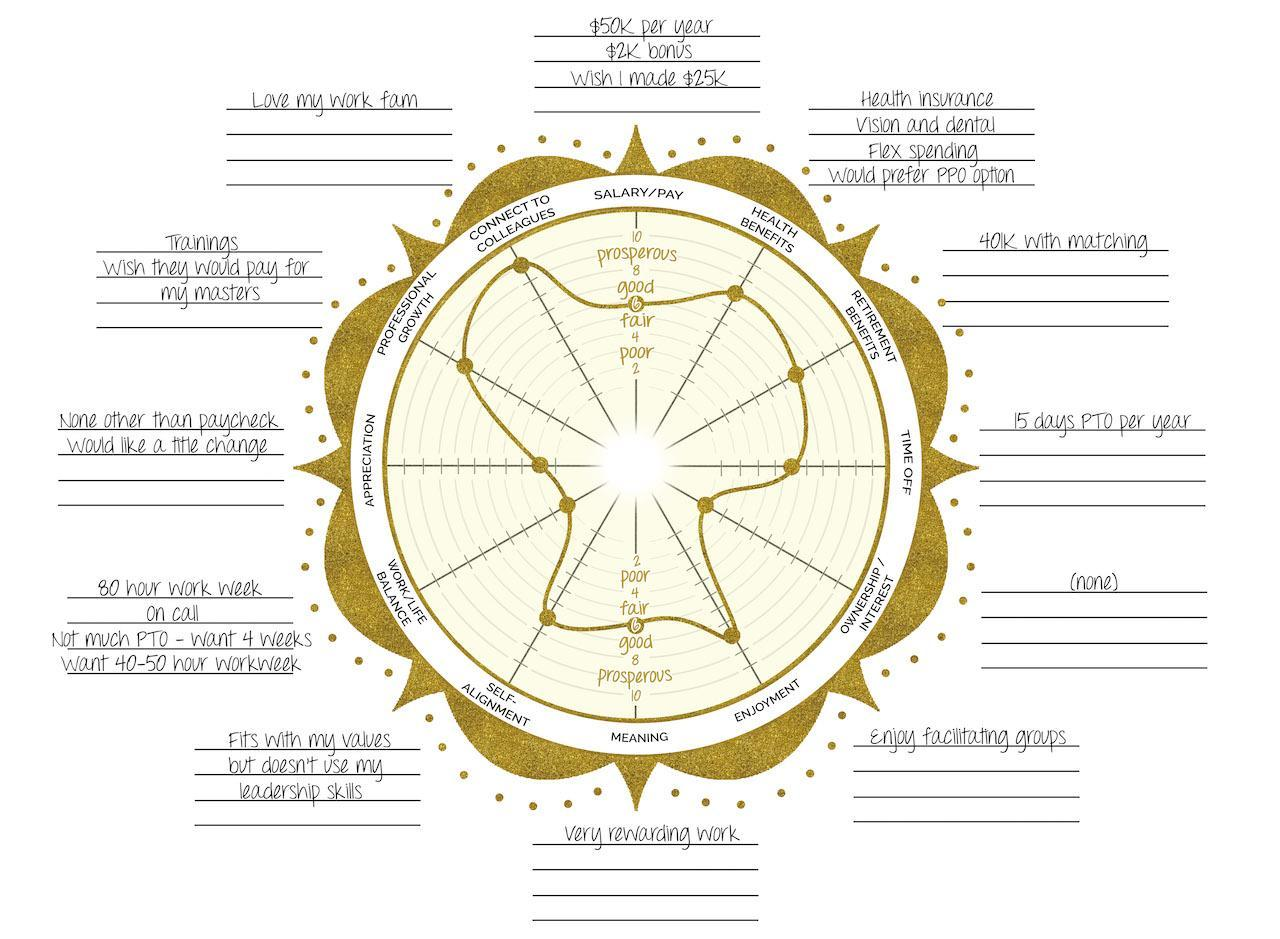 $50K per year
$2K bonus
Wish I made $25K
Love my work fam
Health insurance
Vision and dental
Flex spending
Would prefer PPO option
Trainings
Wish they would pay for
my masters
401K with matching
None other than paycheck
Would like a title change
15 days PTO per year
80 hour work week
On call
Not much PTO - Want 4 weeks
Want 40-50 hour workweek
(none)
Fits with my values
but doesn't use my
leadership skills
Enjoy facilitating groups
Very rewarding work
SALARY/PAY
HEALTH
BENEFITS
RETIREMENT
BENEFITS
TIME OFF
OWNERSHIP /
INTEREST
ENJOYMENT
MEANING
SELF-
ALIGNMENT
WORK/LIFE
BALANCE
APPRECIATION
PROFESSIONAL
GROWTH
CONNECT TO
COLLEAGUES
10
prosperous
8
good
6
fair
4
poor
2
2
poor
4
fair
6
good
8
prosperous
10